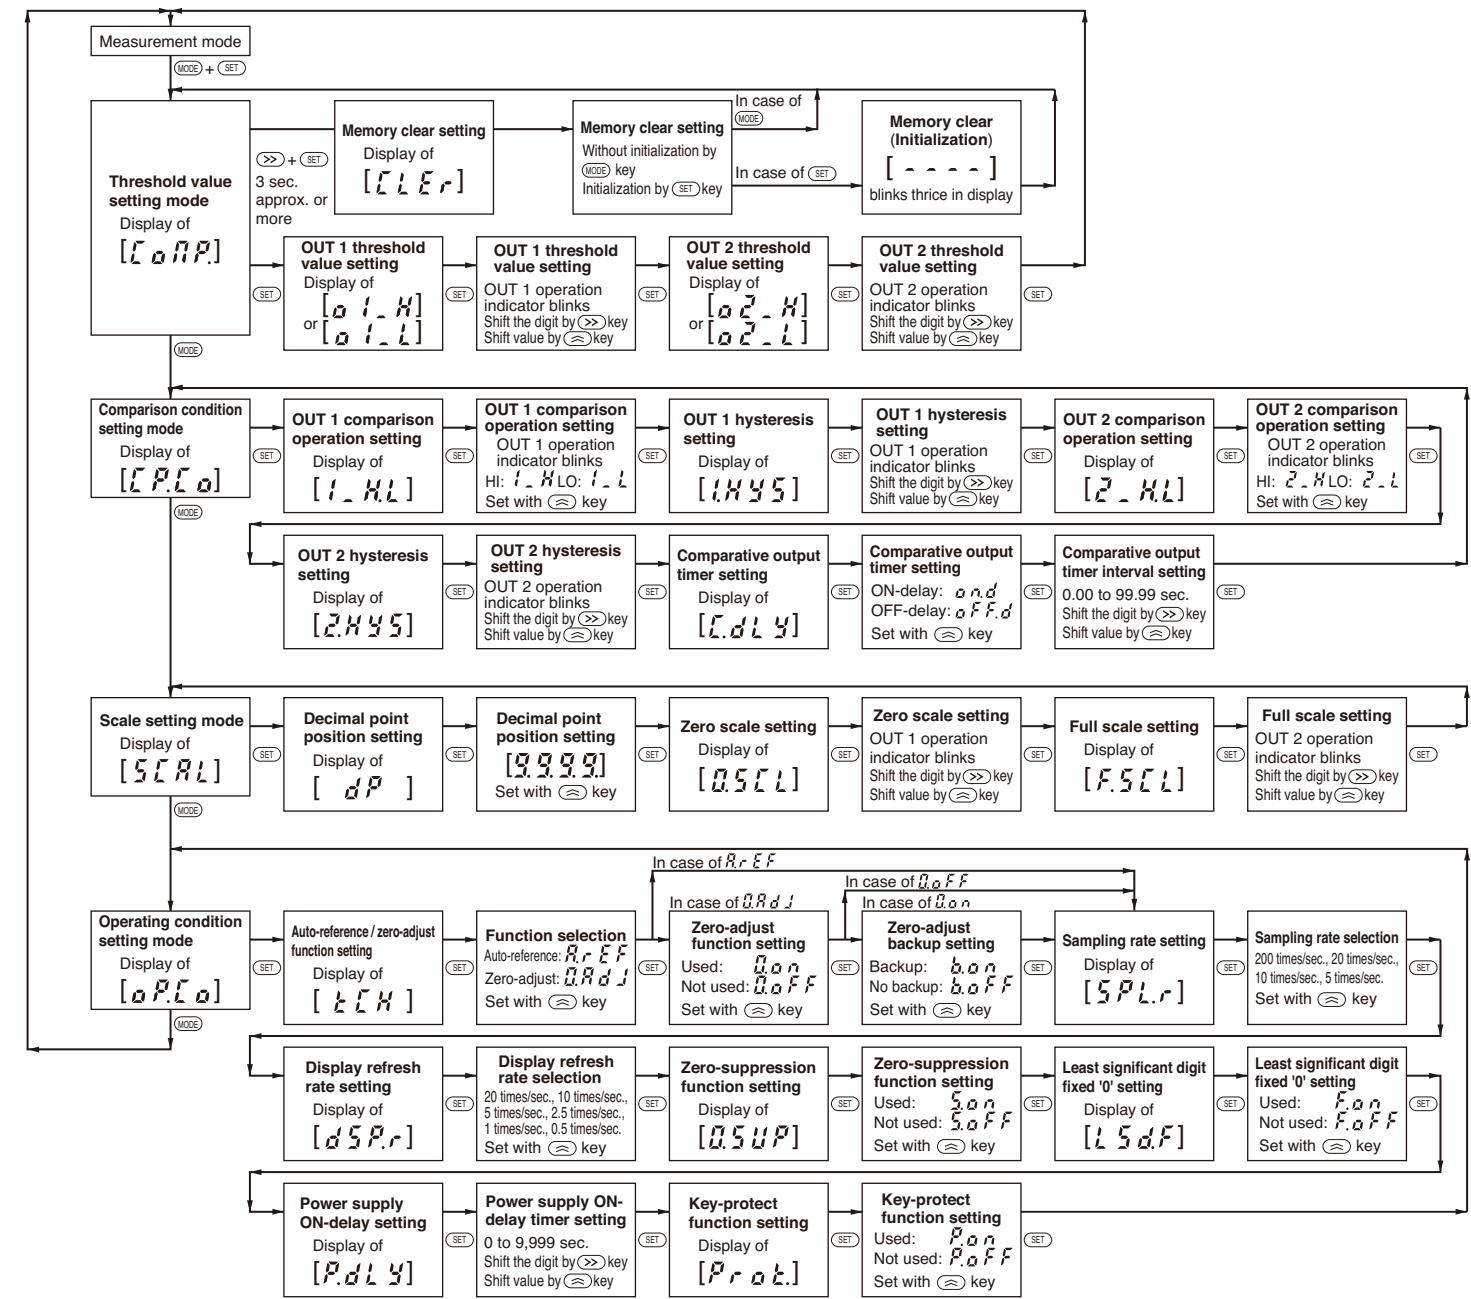 Measurement mode
MODE + SET
Threshold value
setting mode
Display of
[CoMP.]
>> + SET
3 sec.
approx. or
more
Memory clear setting
Display of
[CLEr]
Memory clear setting
Without initialization by
MODE key
Initialization by SET key
In case of
MODE
In case of SET
Memory clear
(Initialization)
[ - - - - ]
blinks thrice in display
SET
OUT 1 threshold
value setting
Display of
[o1_H]
or [o1_L]
SET
OUT 1 threshold
value setting
OUT 1 operation
indicator blinks
Shift the digit by >> key
Shift value by ︽ key
SET
OUT 2 threshold
value setting
Display of
[o2_H]
or [o2_L]
SET
OUT 2 threshold
value setting
OUT 2 operation
indicator blinks
Shift the digit by >> key
Shift value by ︽ key
SET
MODE
Comparison condition
setting mode
Display of
[CP.Co]
SET
OUT 1 comparison
operation setting
Display of
[1_H.L]
SET
OUT 1 comparison
operation setting
OUT 1 operation
indicator blinks
HI: 1_H LO: 1_L
Set with ︽ key
SET
OUT 1 hysteresis
setting
Display of
[1.HYS]
SET
OUT 1 hysteresis
setting
OUT 1 operation
indicator blinks
Shift the digit by >> key
Shift value by ︽ key
SET
OUT 2 comparison
operation setting
Display of
[2_H.L]
SET
OUT 2 comparison
operation setting
OUT 2 operation
indicator blinks
HI: 2_H LO: 2_L
Set with ︽ key
SET
MODE
OUT 2 hysteresis
setting
Display of
[2.HYS]
SET
OUT 2 hysteresis
setting
OUT 2 operation
indicator blinks
Shift the digit by >> key
Shift value by ︽ key
SET
Comparative output
timer setting
Display of
[C.dLY]
SET
Comparative output
timer setting
ON-delay: on.d
OFF-delay: oFF.d
Set with ︽ key
SET
Comparative output
timer interval setting
0.00 to 99.99 sec.
Shift the digit by >> key
Shift value by ︽ key
SET
Scale setting mode
Display of
[SCAL]
SET
Decimal point
position setting
Display of
[ dP ]
SET
Decimal point
position setting
[9.9.9.9.]
Set with ︽ key
SET
Zero scale setting
Display of
[0.SCL]
SET
Zero scale setting
OUT 1 operation
indicator blinks
Shift the digit by >> key
Shift value by ︽ key
SET
Full scale setting
Display of
[F.SCL]
SET
Full scale setting
OUT 2 operation
indicator blinks
Shift the digit by >> key
Shift value by ︽ key
SET
MODE
In case of A.rEF
In case of 0.oFF
In case of 0.AdJ
In case of 0.on
Operating condition
setting mode
Display of
[oP.Co]
SET
Auto-reference / zero-adjust
function setting
Display of
[ tCH ]
SET
Function selection
Auto-reference: A.rEF
Zero-adjust: 0.AdJ
Set with ︽ key
SET
Zero-adjust
function setting
Used: 0.on
Not used: 0.oFF
Set with ︽ key
SET
Zero-adjust
backup setting
Backup: b.on
No backup: b.oFF
Set with ︽ key
SET
Sampling rate setting
Display of
[SPL.r]
SET
Sampling rate selection
200 times/sec., 20 times/sec.,
10 times/sec., 5 times/sec.
Set with ︽ key
SET
MODE
Display refresh
rate setting
Display of
[dSP.r]
SET
Display refresh
rate selection
20 times/sec., 10 times/sec.,
5 times/sec., 2.5 times/sec.,
1 times/sec., 0.5 times/sec.
Set with ︽ key
SET
Zero-suppression
function setting
Display of
[0.SUP]
SET
Zero-suppression
function setting
Used: S.on
Not used: S.oFF
Set with ︽ key
SET
Least significant digit
fixed '0' setting
Display of
[LSd.F]
SET
Least significant digit
fixed '0' setting
Used: F.on
Not used: F.oFF
Set with ︽ key
SET
Power supply
ON-delay setting
Display of
[P.dLY]
SET
Power supply ON-
delay timer setting
0 to 9,999 sec.
Shift the digit by >> key
Shift value by ︽ key
SET
Key-protect
function setting
Display of
[Prot.]
SET
Key-protect
function setting
Used: P.on
Not used: P.oFF
Set with ︽ key
SET